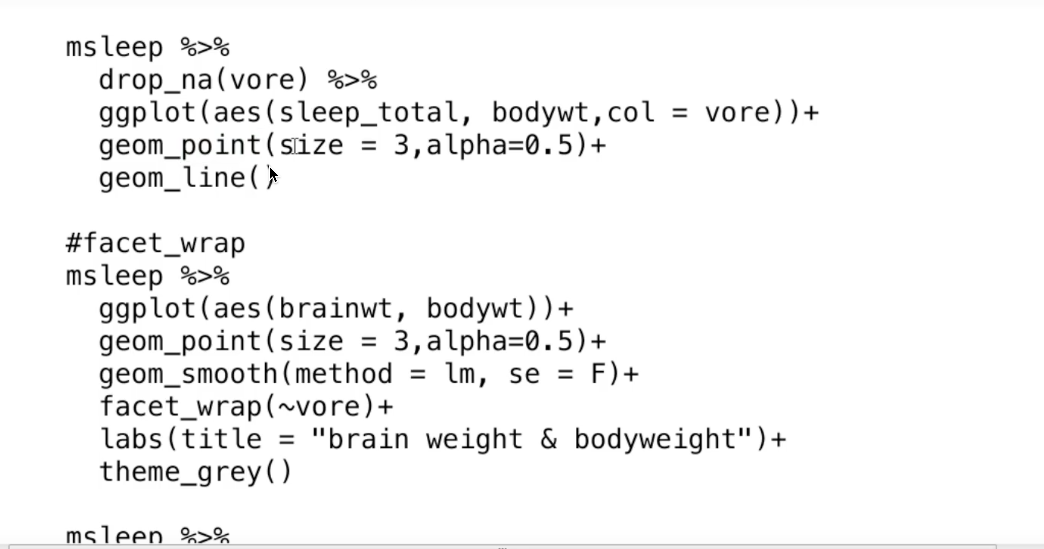 msleep %>%
  drop_na(vore) %>%
  ggplot(aes(sleep_total, bodywt,col = vore))+
  geom_point(size = 3,alpha=0.5)+
  geom_line()

#facet_wrap
msleep %>%
  ggplot(aes(brainwt, bodywt))+
  geom_point(size = 3,alpha=0.5)+
  geom_smooth(method = lm, se = F)+
  facet_wrap(~vore)+
  labs(title = "brain weight & bodyweight")+
  theme_grey()

msleep %>%